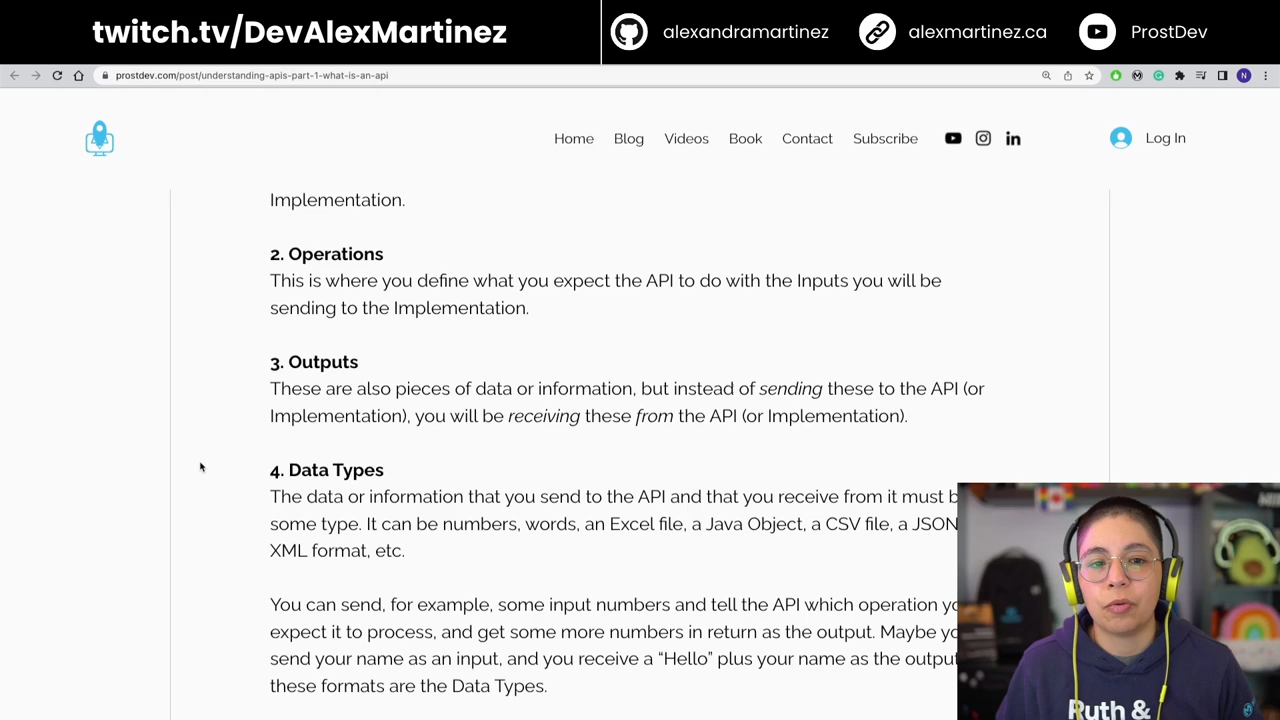 twitch.tv/DevAlexMartinez
alexandramartinez
alexmartinez.ca
ProstDev
prostdev.com/post/understanding-apis-part-1-what-is-an-api
N
Home Blog Videos Book Contact Subscribe
Log In
Implementation.
2. Operations
This is where you define what you expect the API to do with the Inputs you will be
sending to the Implementation.
3. Outputs
These are also pieces of data or information, but instead of sending these to the API (or
Implementation), you will be receiving these from the API (or Implementation).
4. Data Types
The data or information that you send to the API and that you receive from it must
some type. It can be numbers, words, an Excel file, a Java Object, a CSV file, a JSON
XML format, etc.
You can send, for example, some input numbers and tell the API which operation
expect it to process, and get some more numbers in return as the output. Maybe
send your name as an input, and you receive a “Hello” plus your name as the output
these formats are the Data Types.
Ruth &